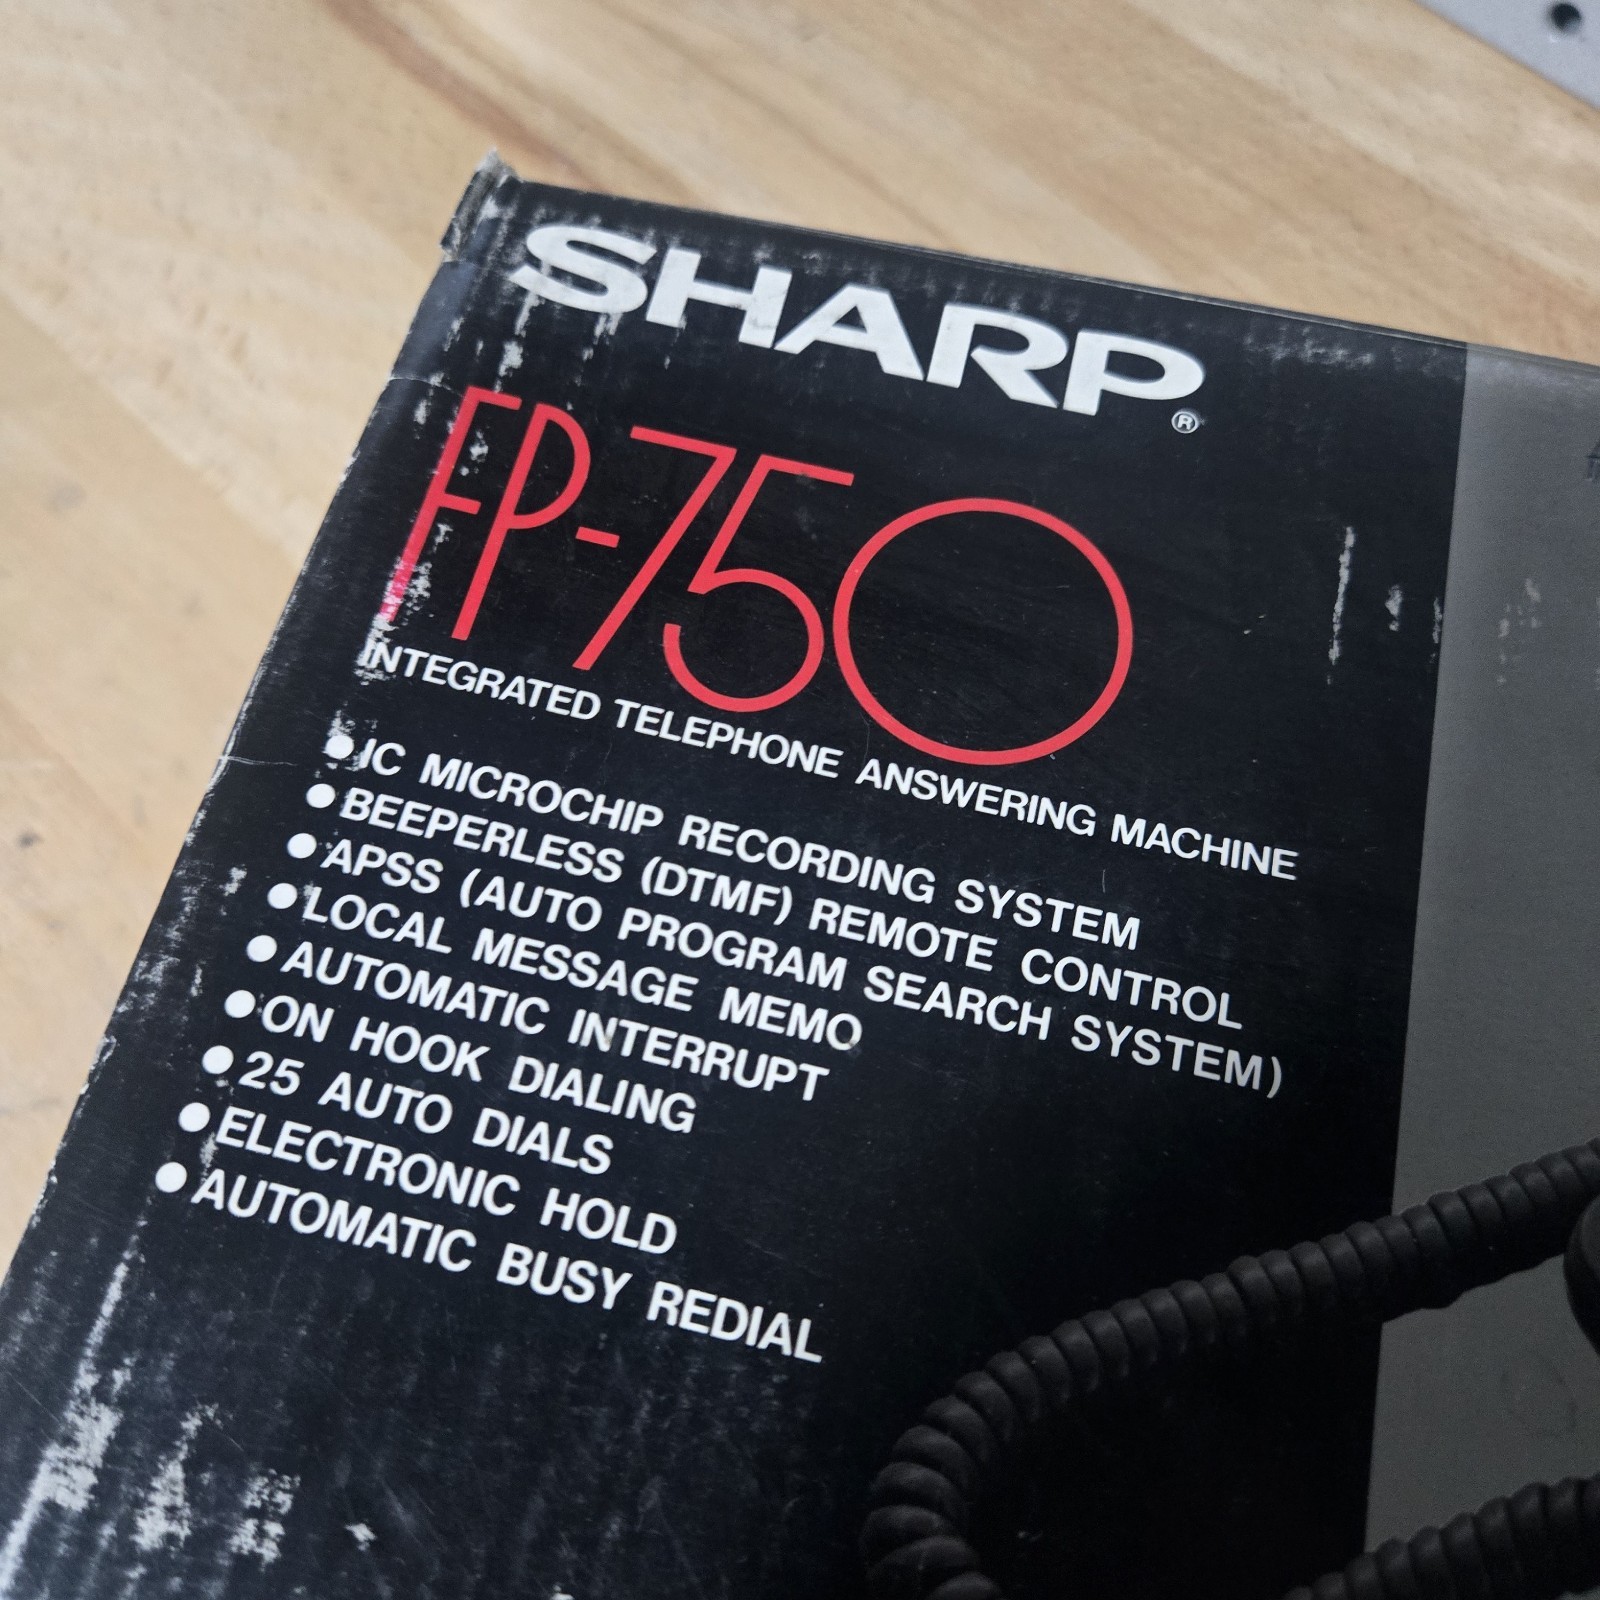 SHARP®
FP-750
INTEGRATED TELEPHONE ANSWERING MACHINE
●IC MICROCHIP RECORDING SYSTEM
●BEEPERLESS (DTMF) REMOTE CONTROL
●APSS (AUTO PROGRAM SEARCH SYSTEM)
●LOCAL MESSAGE MEMO
●AUTOMATIC INTERRUPT
●ON HOOK DIALING
●25 AUTO DIALS
●ELECTRONIC HOLD
●AUTOMATIC BUSY REDIAL